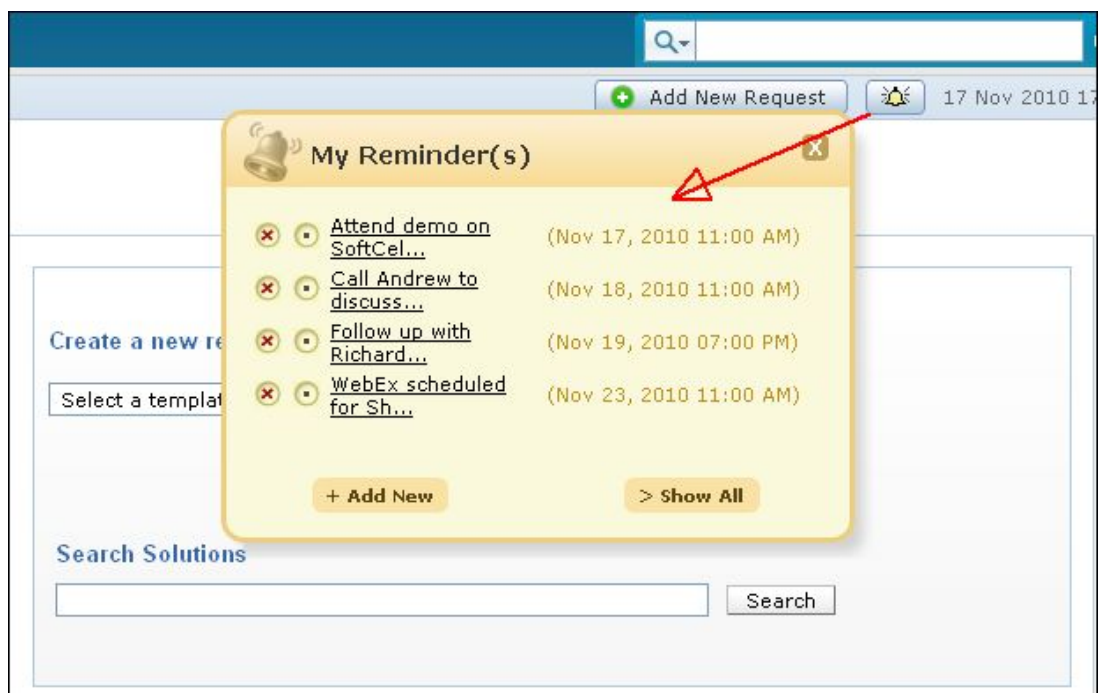 Add New Request
17 Nov 2010 17
My Reminder(s)
X
Attend demo on
SoftCel...
(Nov 17, 2010 11:00 AM)
Call Andrew to
discuss...
(Nov 18, 2010 11:00 AM)
Follow up with
Richard...
(Nov 19, 2010 07:00 PM)
WebEx scheduled
for Sh...
(Nov 23, 2010 11:00 AM)
+ Add New
> Show All
Create a new re
Select a templat
Search Solutions
Search